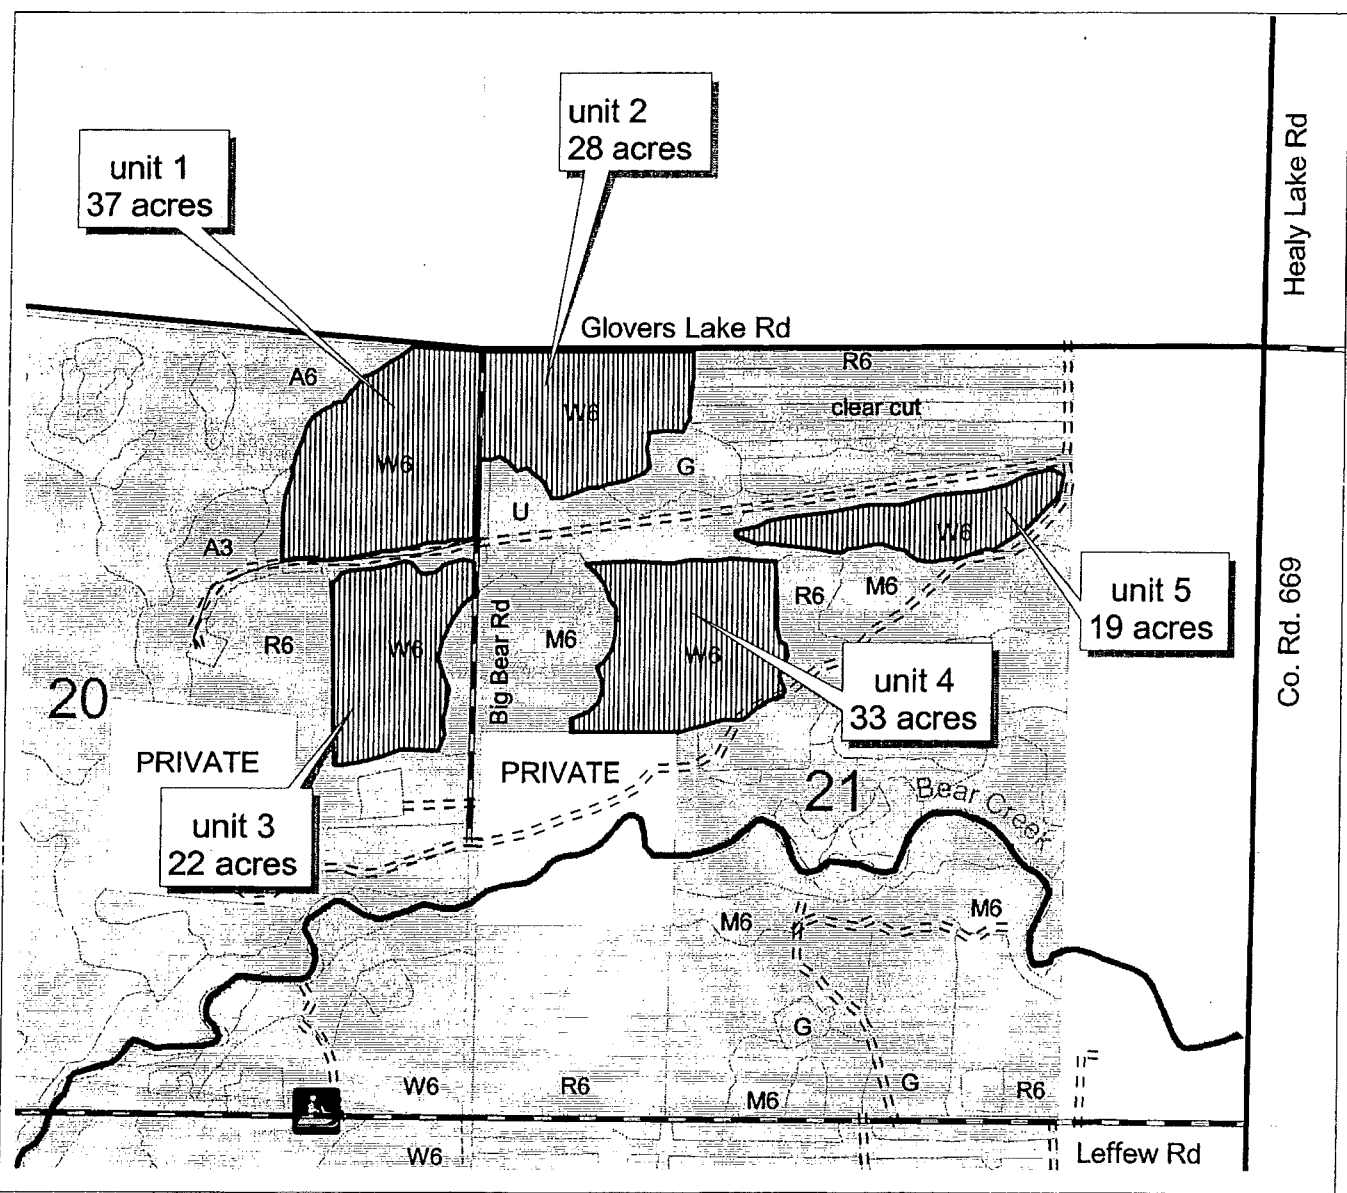 unit 2
28 acres
unit 1
37 acres
Healy Lake Rd
Glovers Lake Rd
A6
R6
clear cut
W6
W6
G
U
W6
A3
Co. Rd. 669
unit 5
19 acres
R6
M6
Big Bear Rd
R6
W6
M6
W6
unit 4
33 acres
20
PRIVATE
PRIVATE
21
Bear Creek
unit 3
22 acres
M6
M6
G
W6
R6
M6
G
R6
W6
Leffew Rd